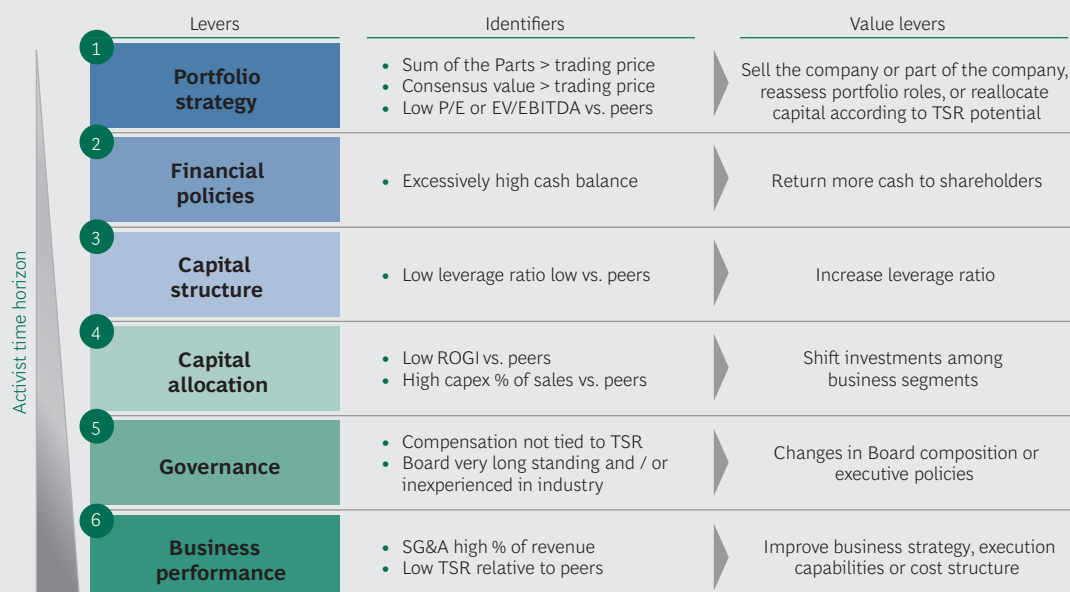 Levers
Identifiers
Value levers
Activist time horizon
1
Portfolio
strategy
• Sum of the Parts > trading price
• Consensus value > trading price
• Low P/E or EV/EBITDA vs. peers
Sell the company or part of the company,
reassess portfolio roles, or reallocate
capital according to TSR potential
2
Financial
policies
• Excessively high cash balance
Return more cash to shareholders
3
Capital
structure
• Low leverage ratio low vs. peers
Increase leverage ratio
4
Capital
allocation
• Low ROGI vs. peers
• High capex % of sales vs. peers
Shift investments among
business segments
5
Governance
• Compensation not tied to TSR
• Board very long standing and / or
inexperienced in industry
Changes in Board composition or
executive policies
6
Business
performance
• SG&A high % of revenue
• Low TSR relative to peers
Improve business strategy, execution
capabilities or cost structure